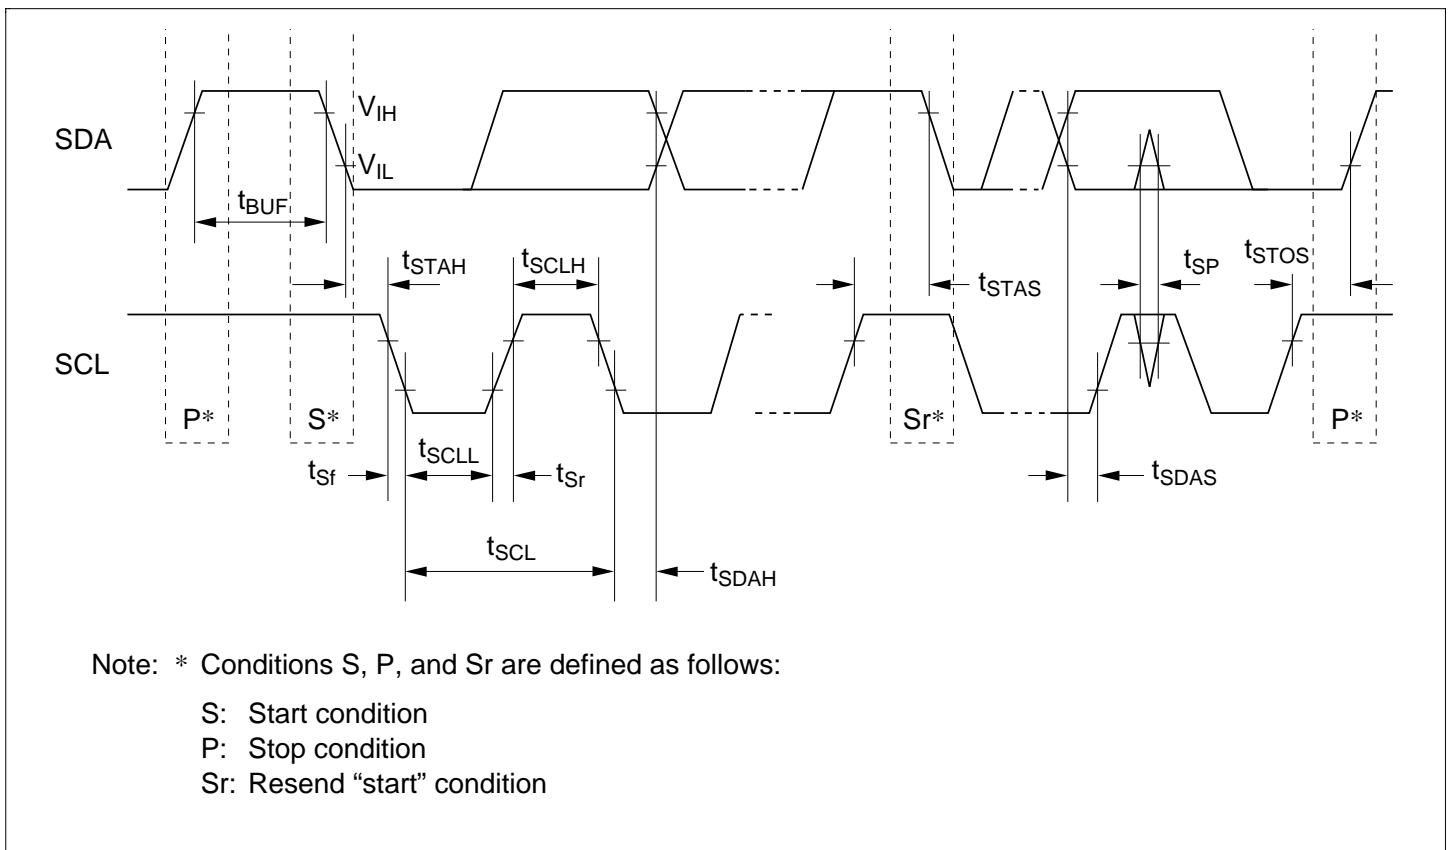 SDA
V_IH
V_IL
t_BUF
t_STAH
t_SCLH
t_STAS
t_SP
t_STOS
SCL
P*
S*
Sr*
P*
t_Sf
t_SCLL
t_Sr
t_SDAS
t_SCL
t_SDAH
Note: * Conditions S, P, and Sr are defined as follows:
S: Start condition
P: Stop condition
Sr: Resend “start” condition